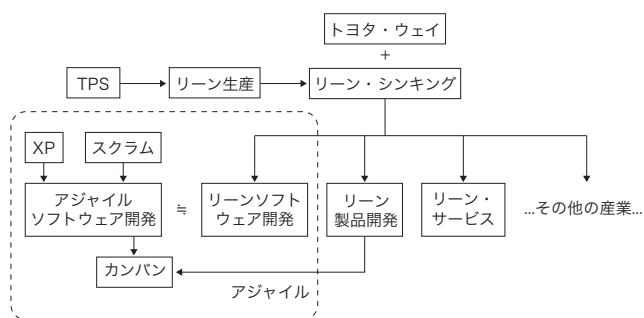 トヨタ・ウェイ
+
TPS
リーン生産
リーン・シンキング
XP
スクラム
アジャイル
ソフトウェア開発
≒
リーンソフト
ウェア開発
リーン
製品開発
リーン・
サービス
...その他の産業...
カンバン
アジャイル